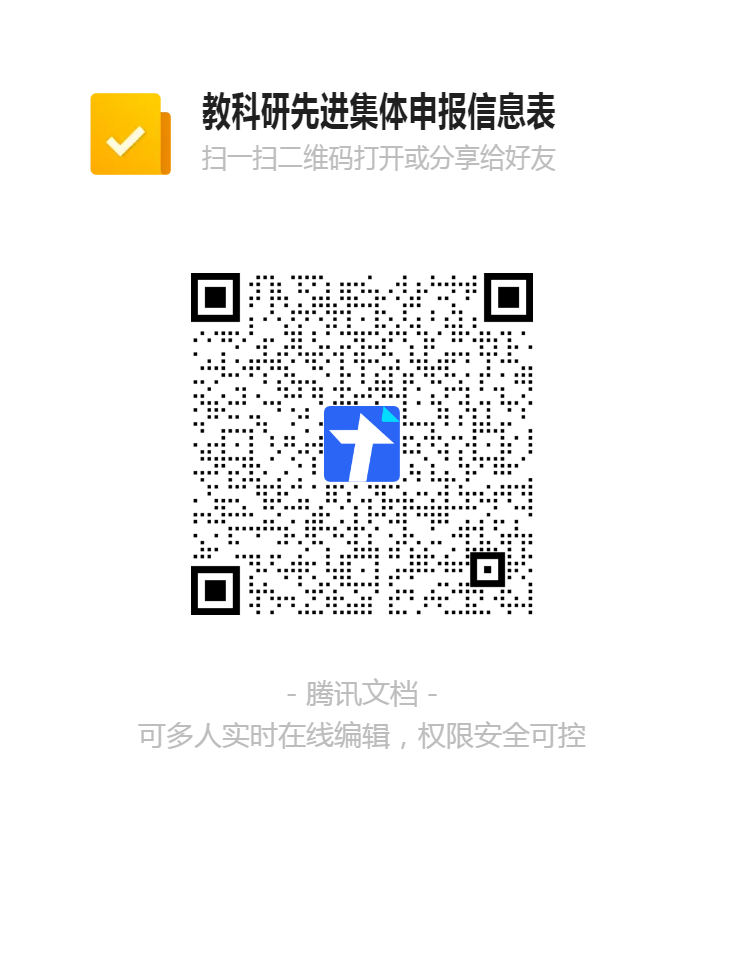 教科研先进集体申报信息表
扫一扫二维码打开或分享给好友
- 腾讯文档 -
可多人实时在线编辑，权限安全可控